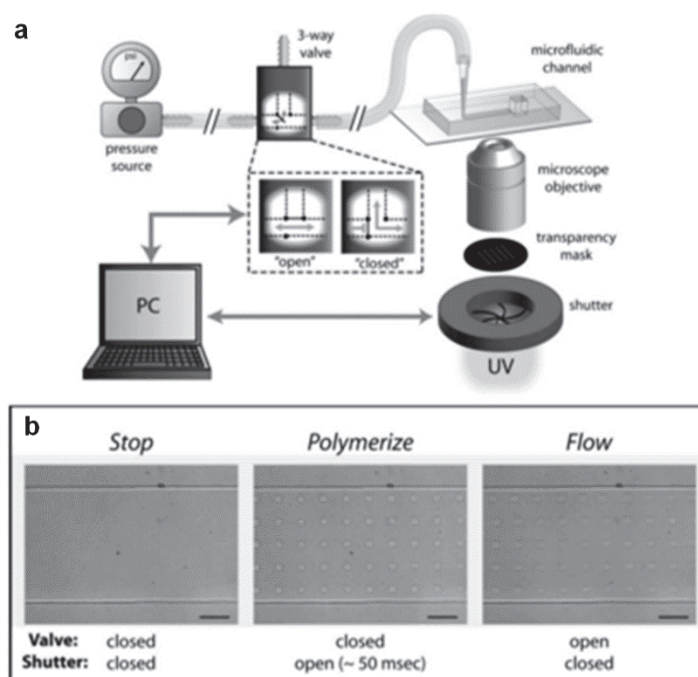 a
3-way
valve
psi
microfluidic
channel
pressure
source
microscope
objective
"open"
"closed"
transparency
mask
PC
shutter
UV
b
Stop
Polymerize
Flow
Valve: closed closed open
Shutter: closed open (~ 50 msec) closed